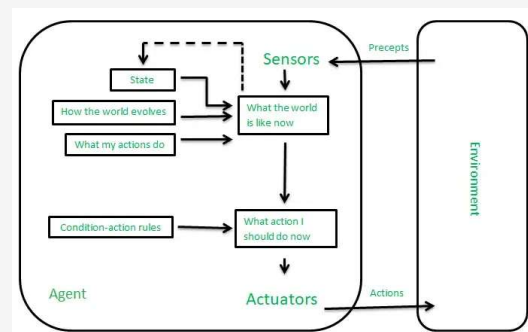 Sensors
Precepts
State
How the world evolves
What the world
is like now
What my actions do
Environment
Condition-action rules
What action I
should do now
Agent
Actuators
Actions